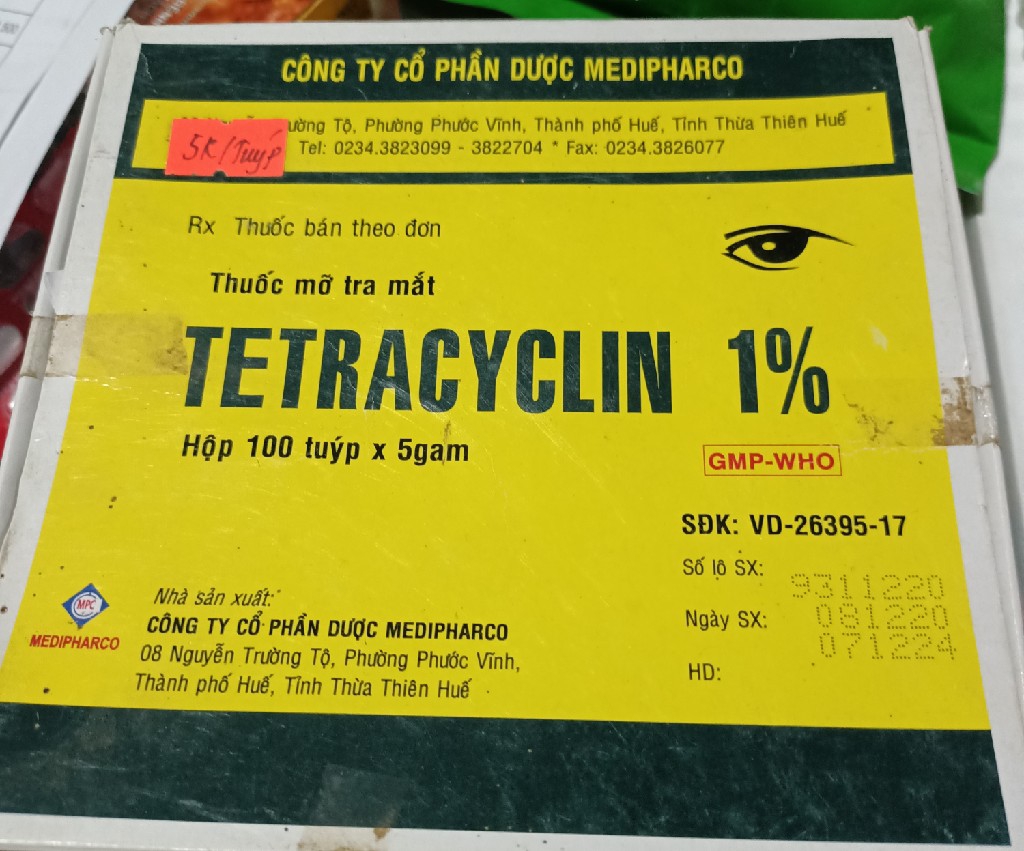 CÔNG TY CỔ PHẦN DƯỢC MEDIPHARCO
Tộ, Phường Phước Vĩnh, Thành phố Huế, Tỉnh Thừa Thiên Huế
5K/Tuýp
Tel: 0234.3823099 - 3822704 * Fax: 0234.3826077
Rx Thuốc bán theo đơn
Thuốc mỡ tra mắt
TETRACYCLIN 1%
Hộp 100 tuýp x 5gam
GMP-WHO
SĐK: VD-26395-17
Số lô SX: 9311220
Ngày SX: 081220
HD: 071224
MPC
MEDIPHARCO
Nhà sản xuất:
CÔNG TY CỔ PHẦN DƯỢC MEDIPHARCO
08 Nguyễn Trường Tộ, Phường Phước Vĩnh,
Thành phố Huế, Tỉnh Thừa Thiên Huế